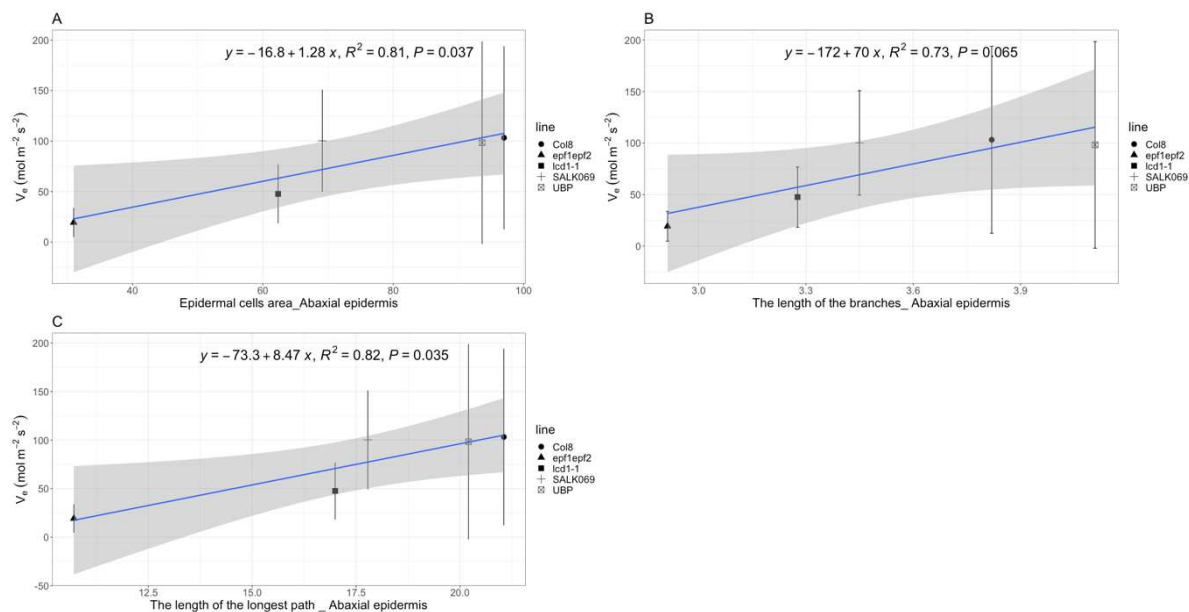 A
y = −16.8 + 1.28 x, R² = 0.81, P = 0.037
200
150
100
50
0
Vₑ (mol m⁻² s⁻²)
40
60
80
100
Epidermal cells area_Abaxial epidermis
line
Col8
epf1epf2
lcd1-1
SALK069
UBP
B
y = −172 + 70 x, R² = 0.73, P = 0.065
200
150
100
50
0
Vₑ (mol m⁻² s⁻²)
3.0
3.3
3.6
3.9
The length of the branches_ Abaxial epidermis
line
Col8
epf1epf2
lcd1-1
SALK069
UBP
C
y = −73.3 + 8.47 x, R² = 0.82, P = 0.035
200
150
100
50
0
-50
Vₑ (mol m⁻² s⁻²)
12.5
15.0
17.5
20.0
The length of the longest path _ Abaxial epidermis
line
Col8
epf1epf2
lcd1-1
SALK069
UBP